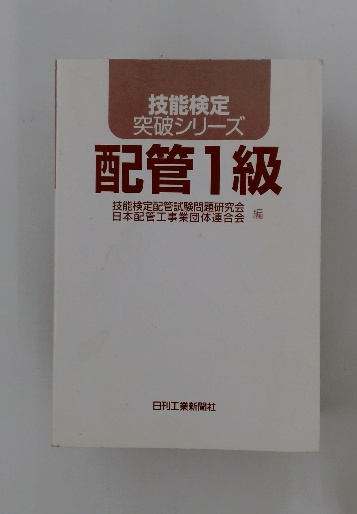 技能検定
突破シリーズ
配管1級
技能検定配管試験問題研究会
日本配管工事業団体連合会 編
日刊工業新聞社